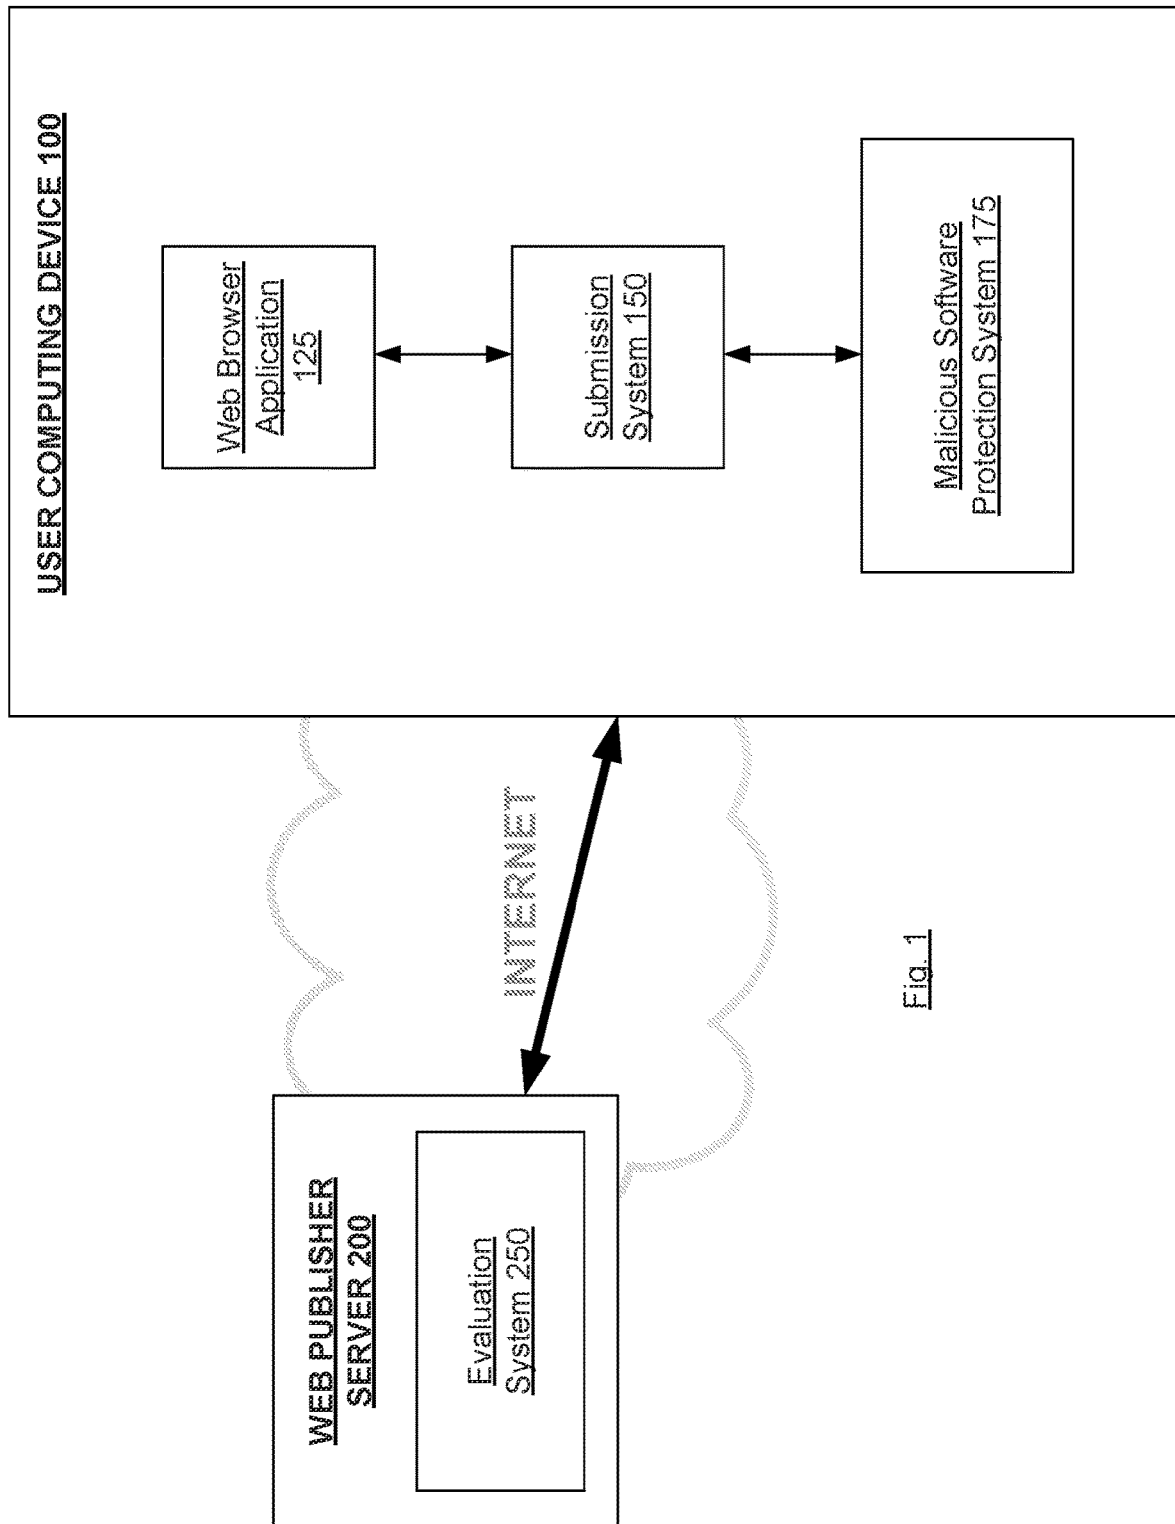 USER COMPUTING DEVICE 100
Web Browser
Application
125
Submission
System 150
Malicious Software
Protection System 175
INTERNET
WEB PUBLISHER
SERVER 200
Evaluation
System 250
Fig. 1